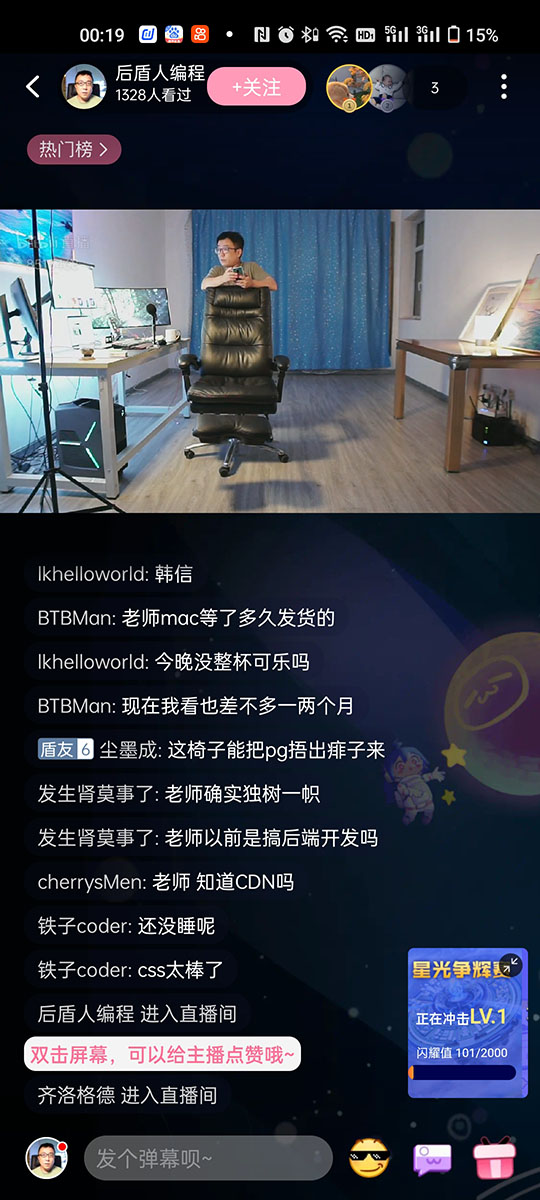 00:19
5G
3G
HD
15%
后盾人编程
1328人看过
+关注
3
热门榜
lkhelloworld: 韩信
BTBMan: 老师mac等了多久发货的
lkhelloworld: 今晚没整杯可乐吗
BTBMan: 现在我看也差不多一两个月
盾友 6 尘墨成: 这椅子能把pg捂出痱子来
发生肾莫事了: 老师确实独树一帜
发生肾莫事了: 老师以前是搞后端开发吗
cherrysMen: 老师 知道CDN吗
铁子coder: 还没睡呢
铁子coder: css太棒了
后盾人编程 进入直播间
双击屏幕，可以给主播点赞哦~
齐洛格德 进入直播间
星光争辉赛
正在冲击LV.1
闪耀值 101/2000
发个弹幕呗~